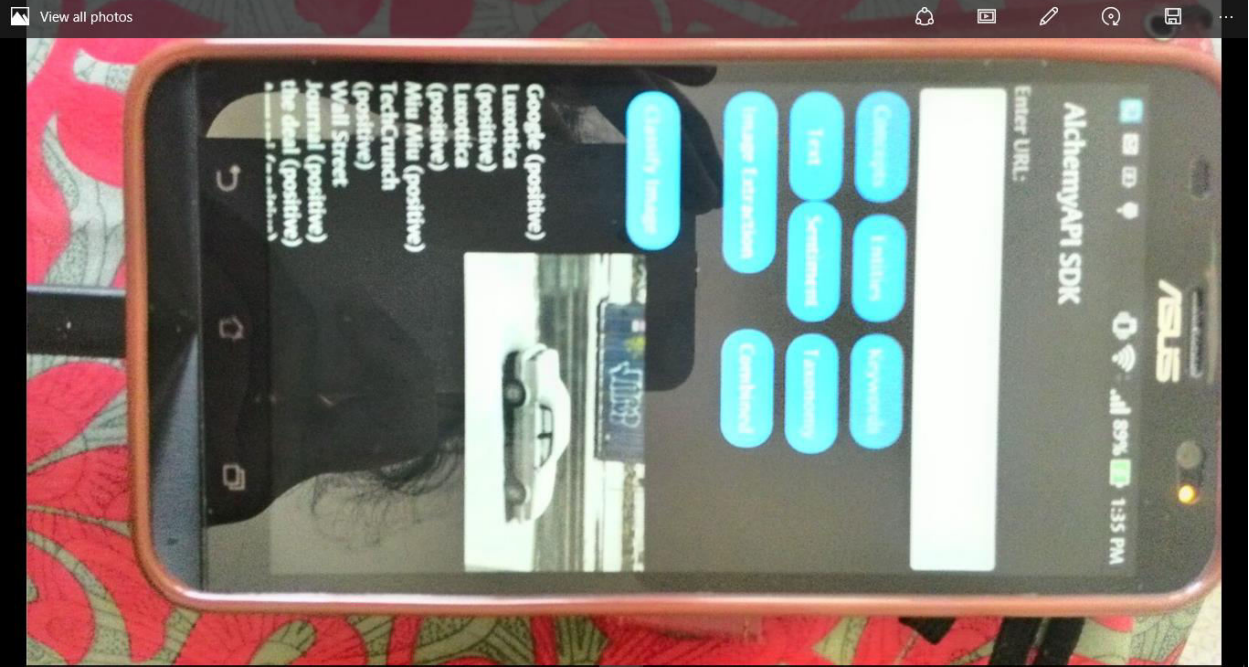 View all photos
ASUS
89% 1:35 PM
AlchemyAPI SDK
Enter URL:
Concepts Entities Keywords
Text Sentiment Taxonomy
Image Extraction Combined
Classify Image
Google (positive)
Luxottica
(positive)
Luxottica
(positive)
Miu Miu (positive)
TechCrunch
(positive)
Wall Street
Journal (positive)
the deal (positive)